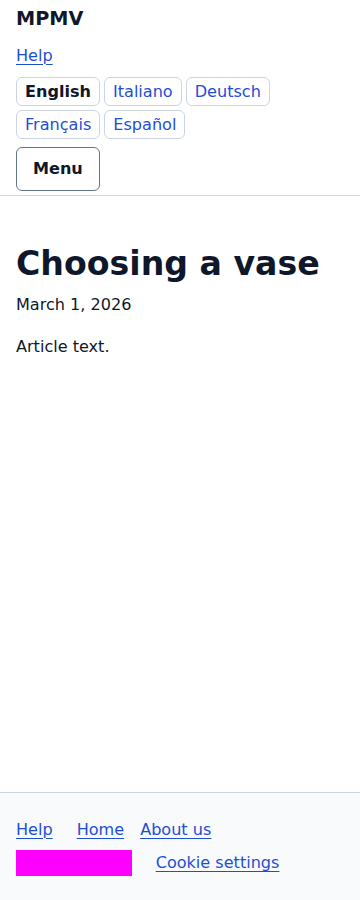 MPMV
Help
English Italiano Deutsch
Français Español
Menu
Choosing a vase
March 1, 2026
Article text.
Help Home About us
Cookie settings